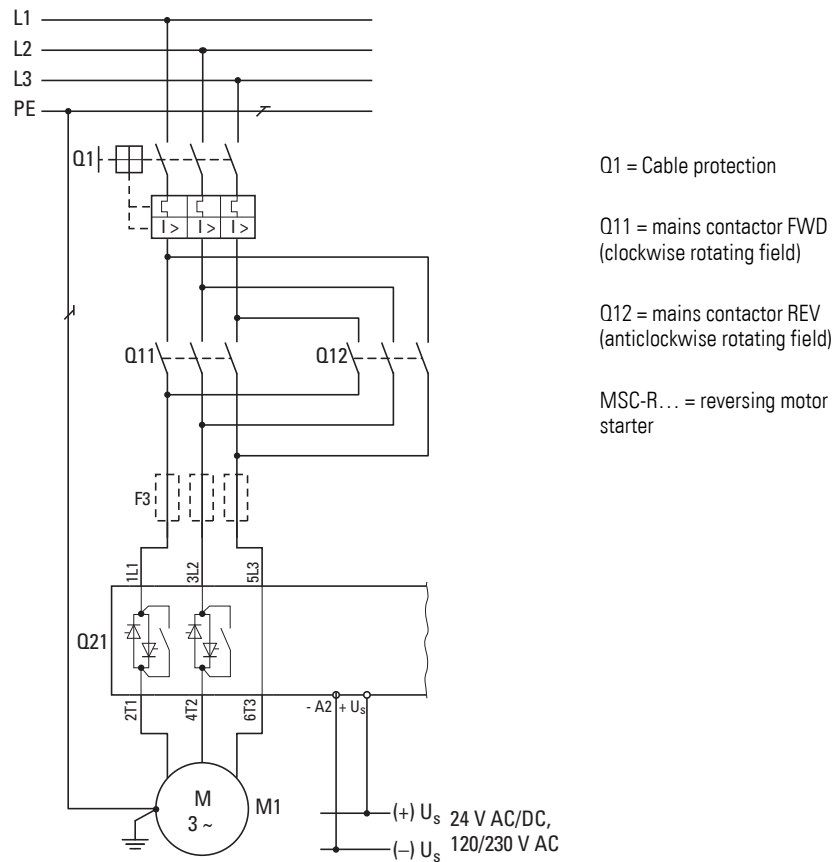 L1
L2
L3
PE
Q1
I > I > I >
Q11
Q12
F3
1L1
3L2
5L3
Q21
2T1
4T2
6T3
- A2
+ Us
M
3 ~
M1
(+) Us
(–) Us
24 V AC/DC,
120/230 V AC
Q1 = Cable protection
Q11 = mains contactor FWD
(clockwise rotating field)
Q12 = mains contactor REV
(anticlockwise rotating field)
MSC-R… = reversing motor
starter